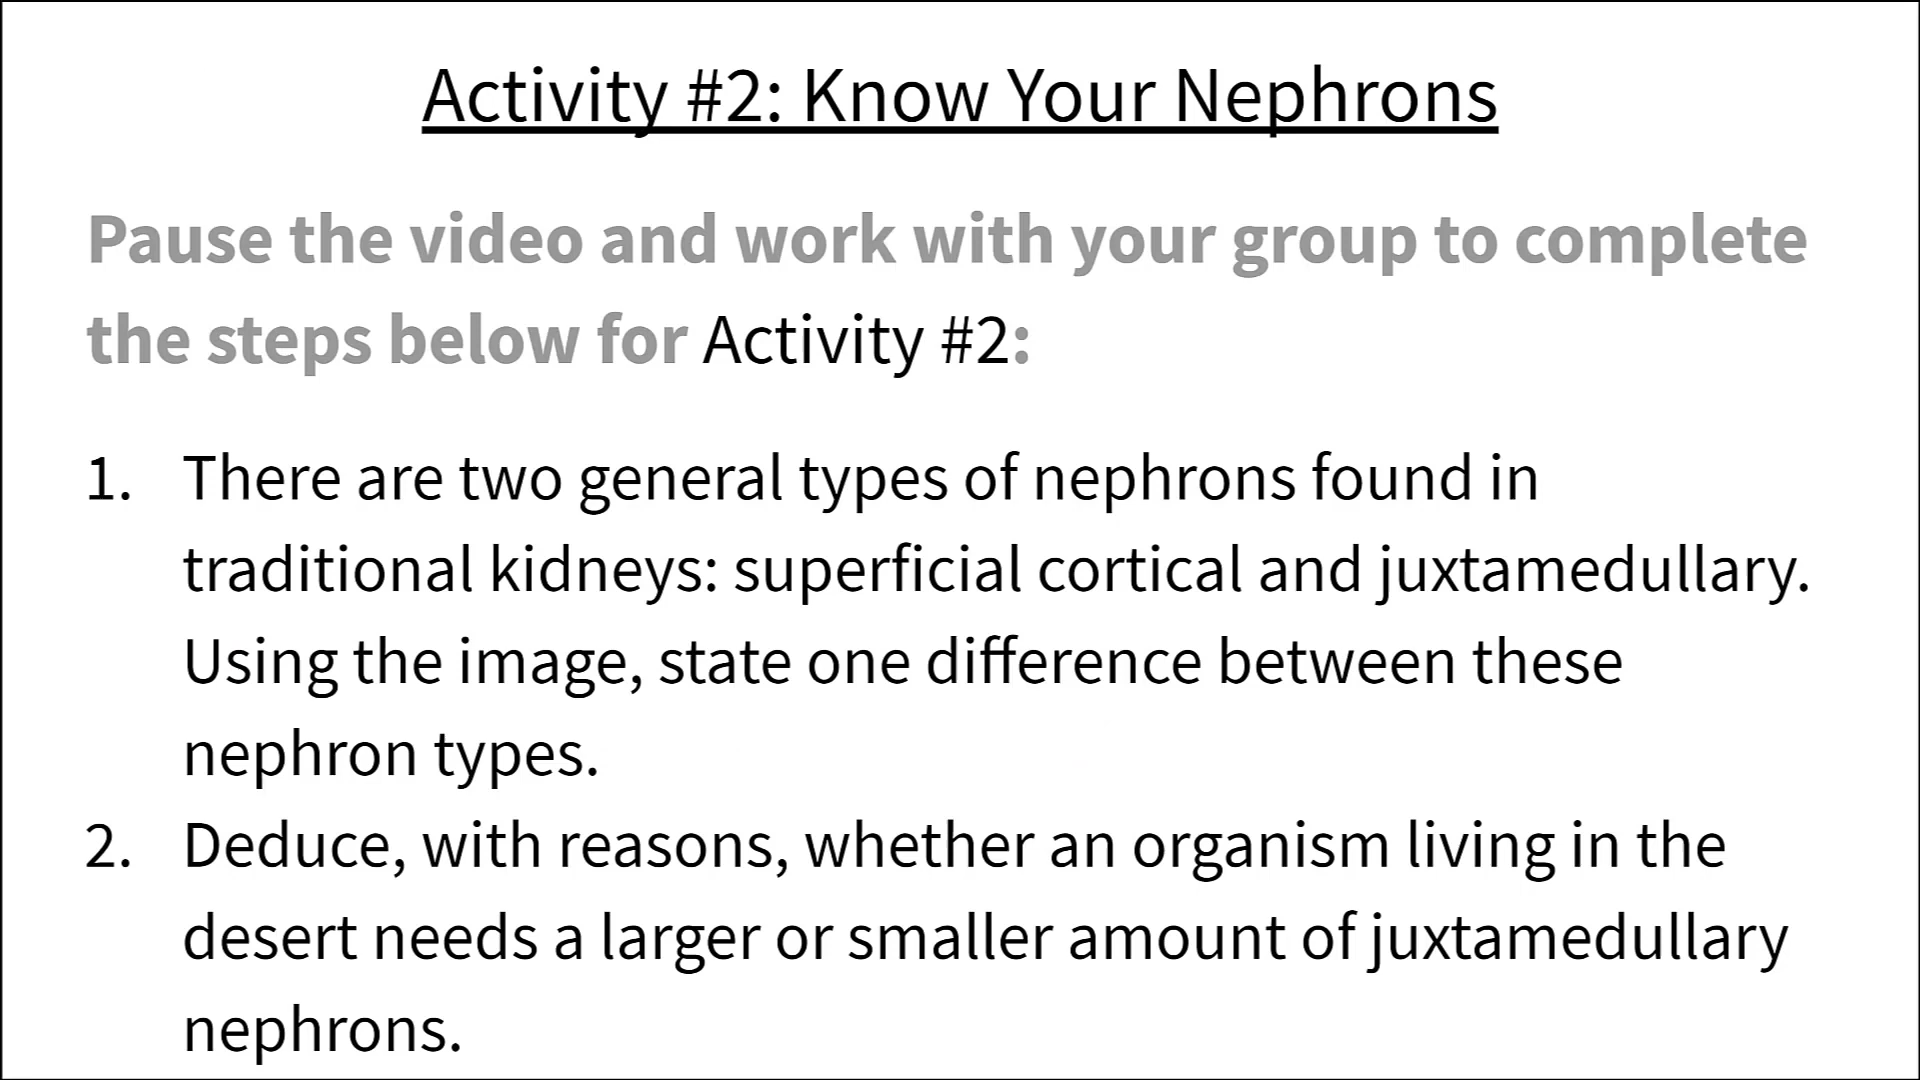 Activity #2: Know Your Nephrons
Pause the video and work with your group to complete
the steps below for Activity #2:
1. There are two general types of nephrons found in
traditional kidneys: superficial cortical and juxtamedullary.
Using the image, state one difference between these
nephron types.
2. Deduce, with reasons, whether an organism living in the
desert needs a larger or smaller amount of juxtamedullary
nephrons.